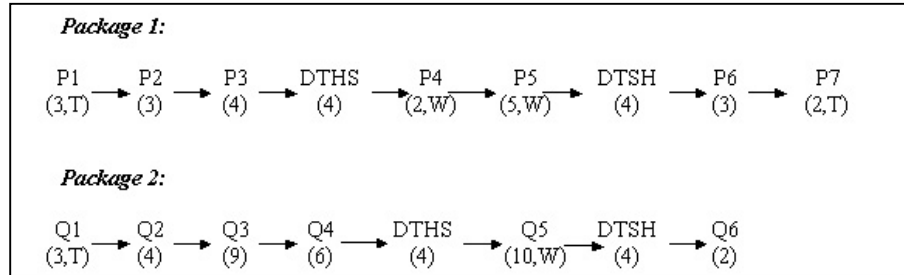 Package 1:
P1 P2 P3 DTHS P4 P5 DTSH P6 P7
(3,T) (3) (4) (4) (2,W) (5,W) (4) (3) (2,T)
Package 2:
Q1 Q2 Q3 Q4 DTHS Q5 DTSH Q6
(3,T) (4) (9) (6) (4) (10,W) (4) (2)